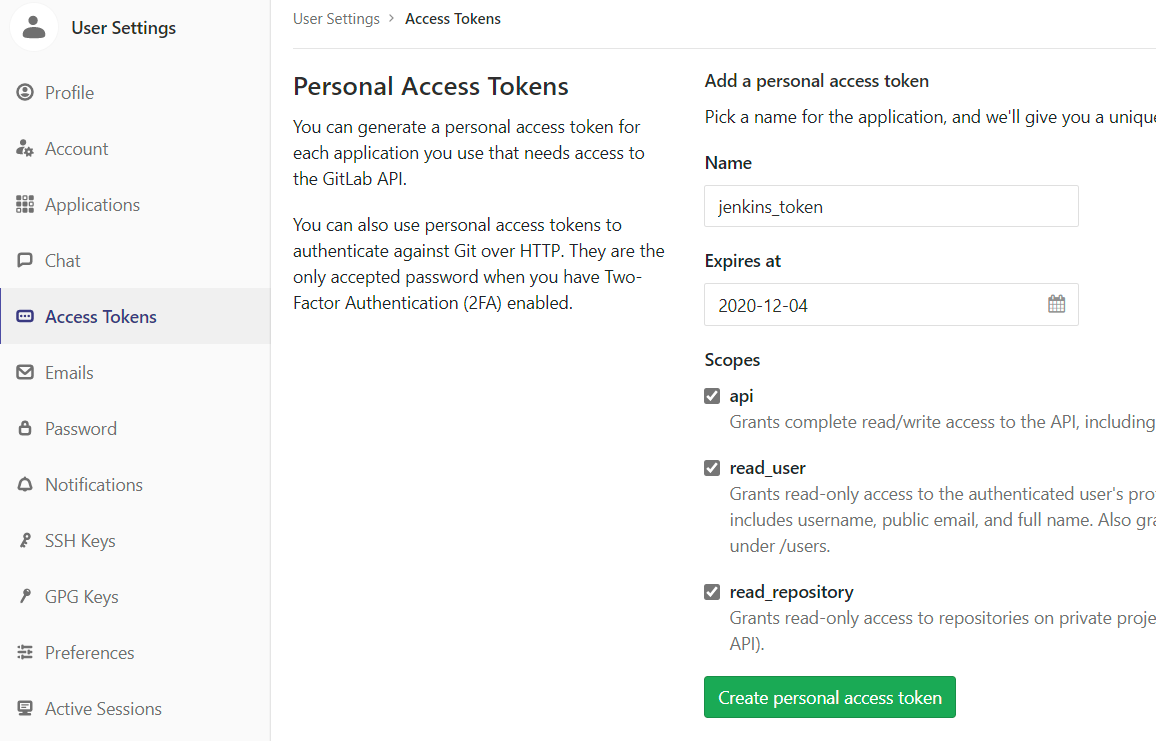 User Settings
Profile
Account
Applications
Chat
Access Tokens
Emails
Password
Notifications
SSH Keys
GPG Keys
Preferences
Active Sessions
User Settings > Access Tokens
Personal Access Tokens
You can generate a personal access token for
each application you use that needs access to
the GitLab API.
You can also use personal access tokens to
authenticate against Git over HTTP. They are the
only accepted password when you have Two-
Factor Authentication (2FA) enabled.
Add a personal access token
Pick a name for the application, and we'll give you a unique
Name
jenkins_token
Expires at
2020-12-04
Scopes
api
Grants complete read/write access to the API, including
read_user
Grants read-only access to the authenticated user's pro
includes username, public email, and full name. Also gra
under /users.
read_repository
Grants read-only access to repositories on private proje
API).
Create personal access token